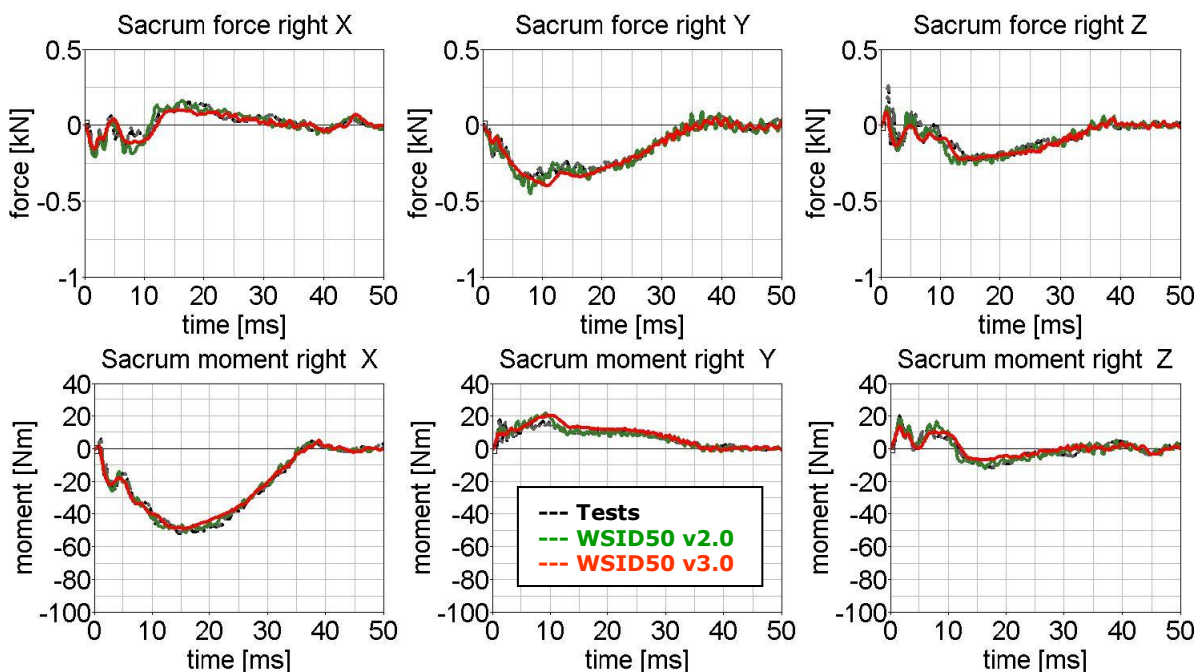 Sacrum force right X
Sacrum force right Y
Sacrum force right Z
0.5
0
-0.5
-1
force [kN]
0 10 20 30 40 50
time [ms]
0.5
0
-0.5
-1
force [kN]
0 10 20 30 40 50
time [ms]
0.5
0
-0.5
-1
force [kN]
0 10 20 30 40 50
time [ms]
Sacrum moment right X
Sacrum moment right Y
Sacrum moment right Z
40
20
0
-20
-40
-60
-80
-100
moment [Nm]
0 10 20 30 40 50
time [ms]
40
20
0
-20
-40
-60
-80
-100
moment [Nm]
0 10 20 30 40 50
time [ms]
Tests
WSID50 v2.0
WSID50 v3.0
40
20
0
-20
-40
-60
-80
-100
moment [Nm]
0 10 20 30 40 50
time [ms]